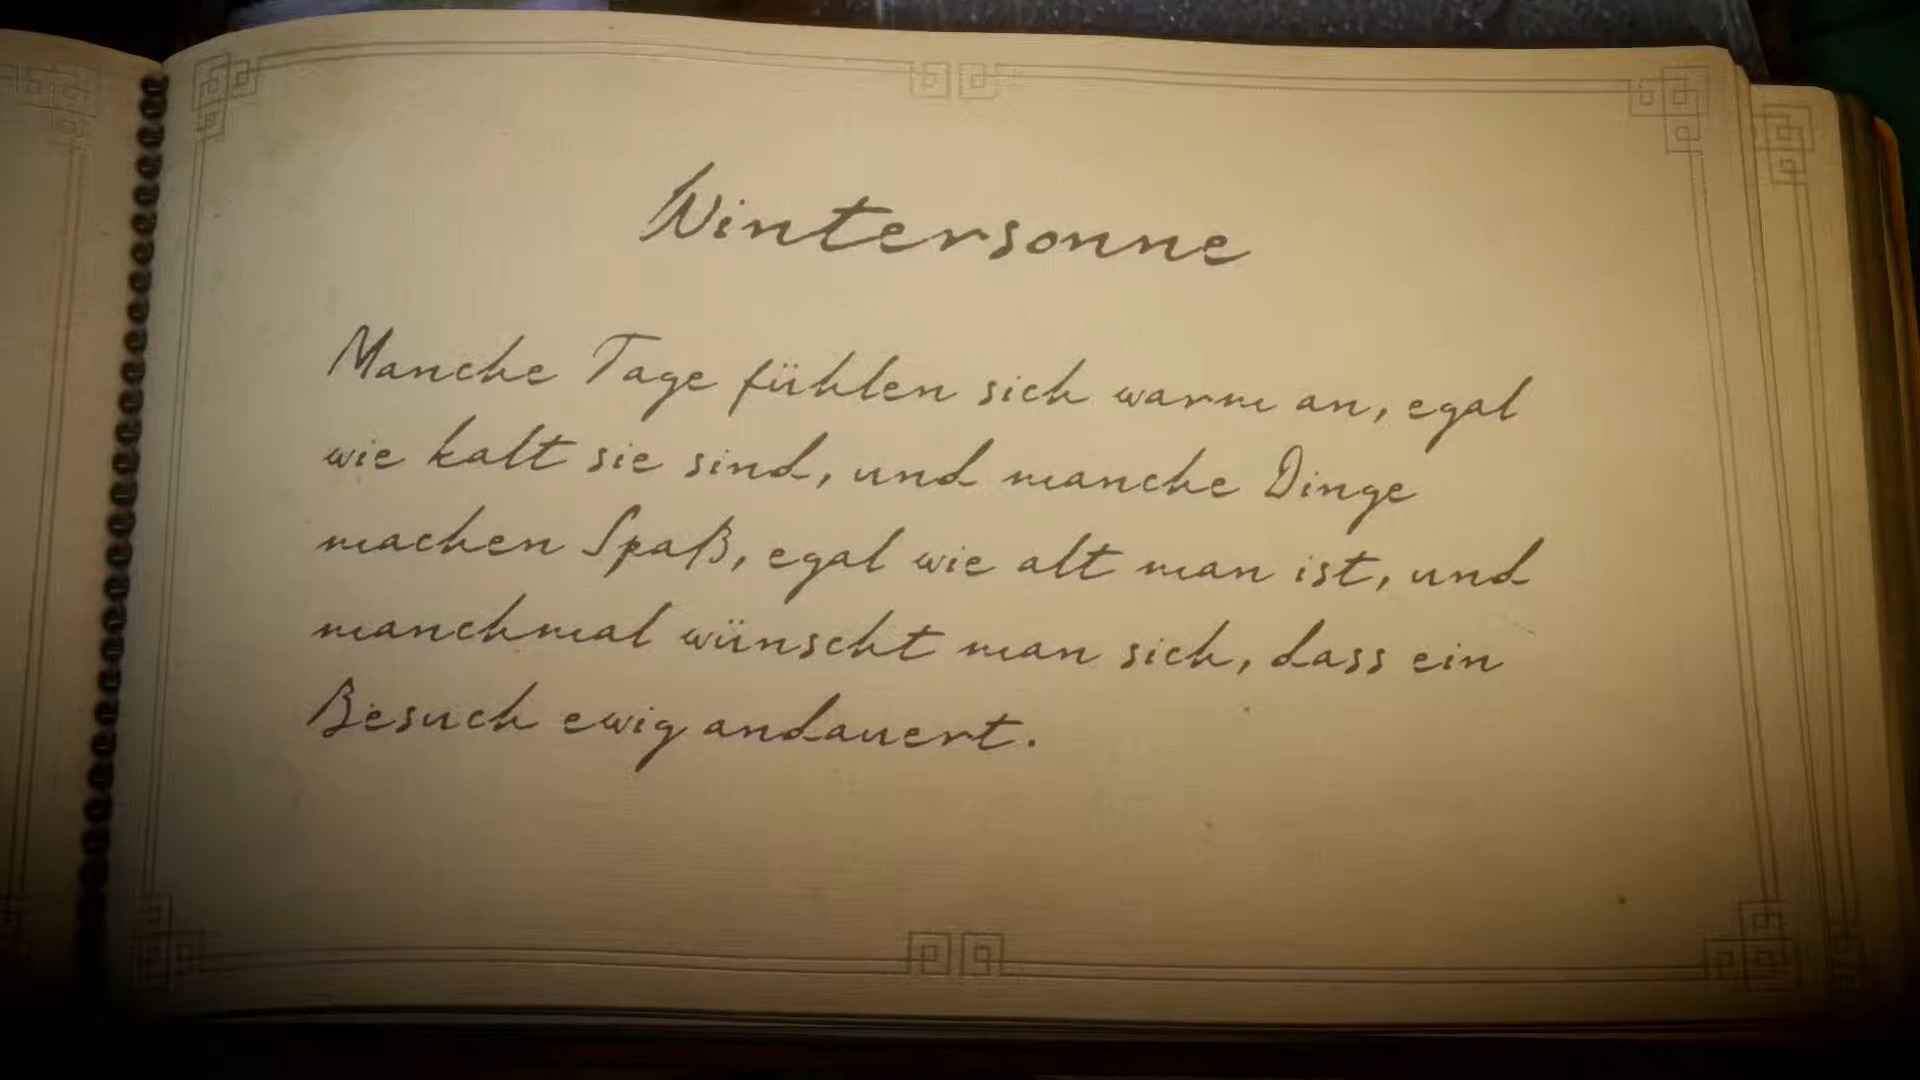 Wintersonne
Manche Tage fühlen sich warm an, egal
wie kalt sie sind, und manche Dinge
machen Spaß, egal wie alt man ist, und
manchmal wünscht man sich, dass ein
Besuch ewig andauert.